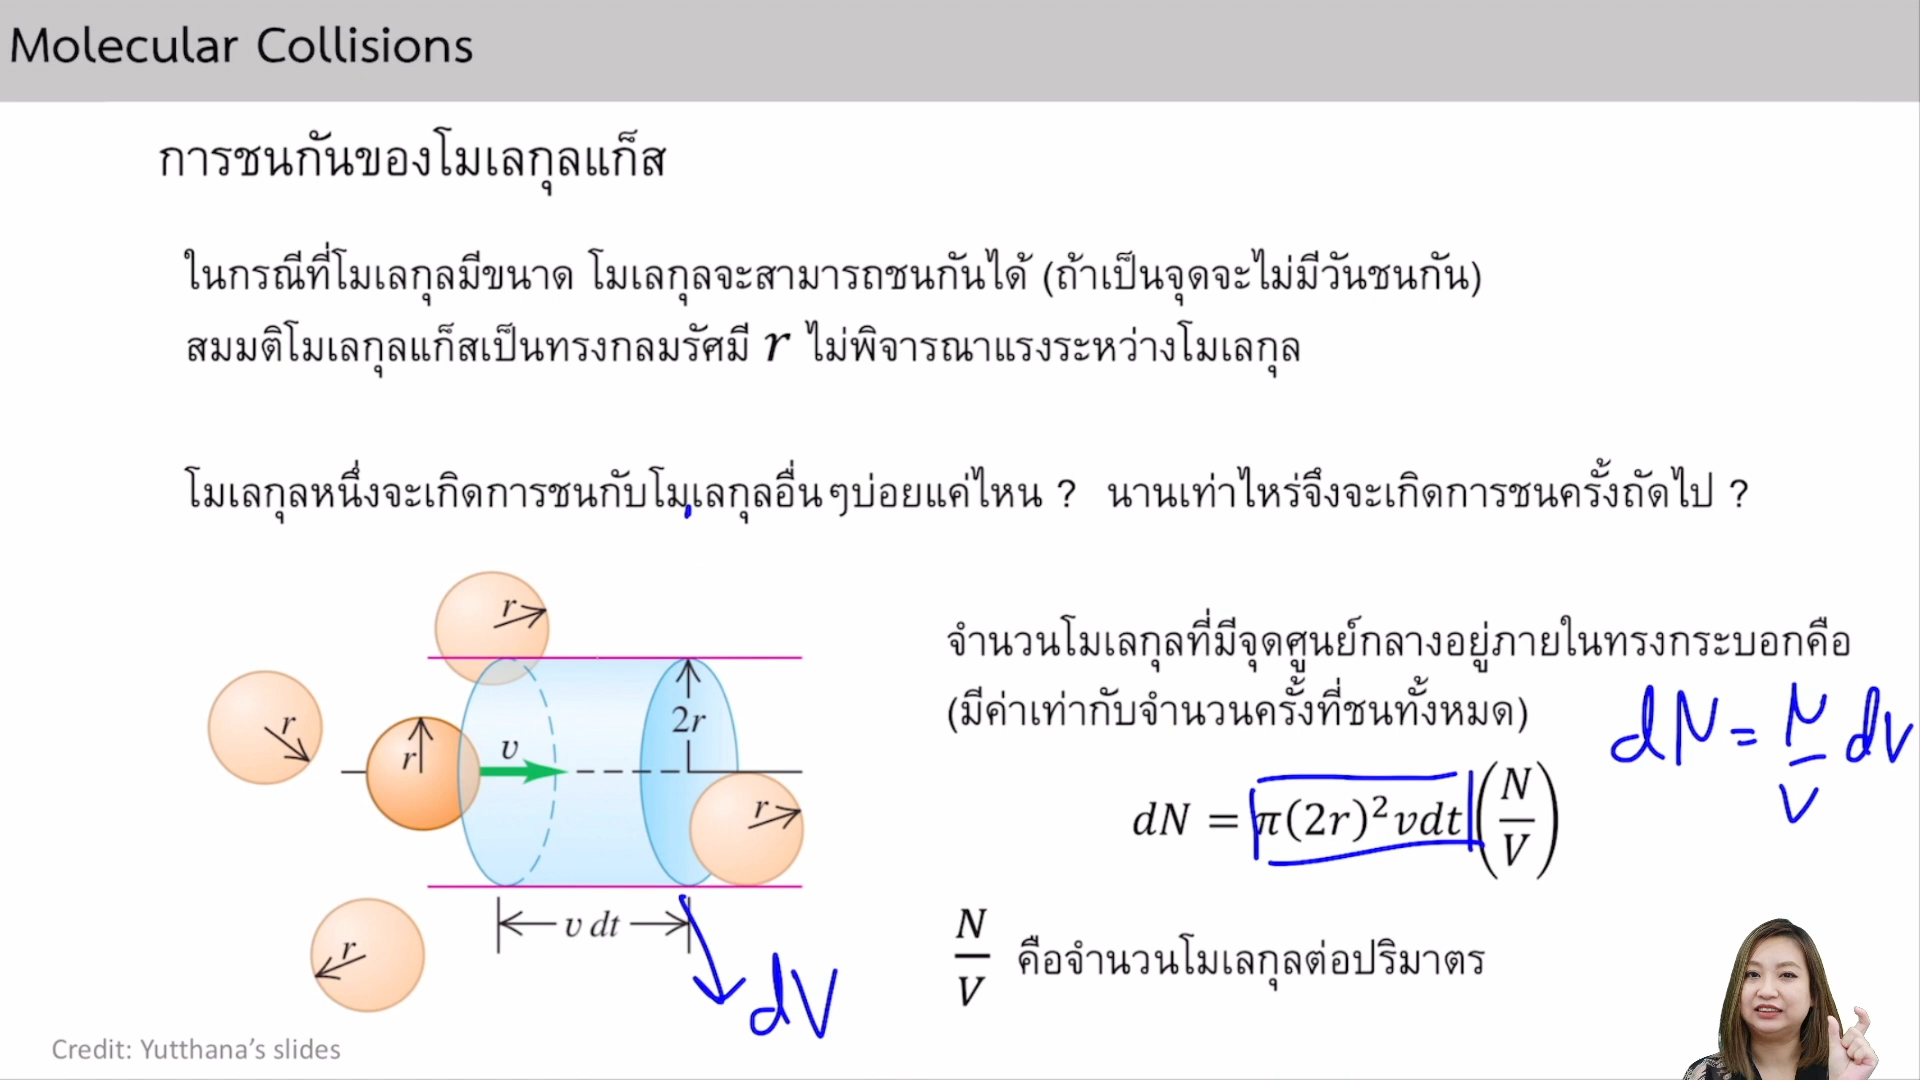 Molecular Collisions
การชนกันของโมเลกุลแก็ส
ในกรณีที่โมเลกุลมีขนาด โมเลกุลจะสามารถชนกันได้ (ถ้าเป็นจุดจะไม่มีวันชนกัน)
สมมติโมเลกุลแก็สเป็นทรงกลมรัศมี r ไม่พิจารณาแรงระหว่างโมเลกุล
โมเลกุลหนึ่งจะเกิดการชนกับโมเลกุลอื่นๆบ่อยแค่ไหน ? นานเท่าไหร่จึงจะเกิดการชนครั้งถัดไป ?
r
r
r
v
2r
r
r
v dt
dV
จำนวนโมเลกุลที่มีจุดศูนย์กลางอยู่ภายในทรงกระบอกคือ
(มีค่าเท่ากับจำนวนครั้งที่ชนทั้งหมด)
dN = N/V dV
dN = π(2r)²vdt(N/V)
N/V คือจำนวนโมเลกุลต่อปริมาตร
Credit: Yutthana’s slides